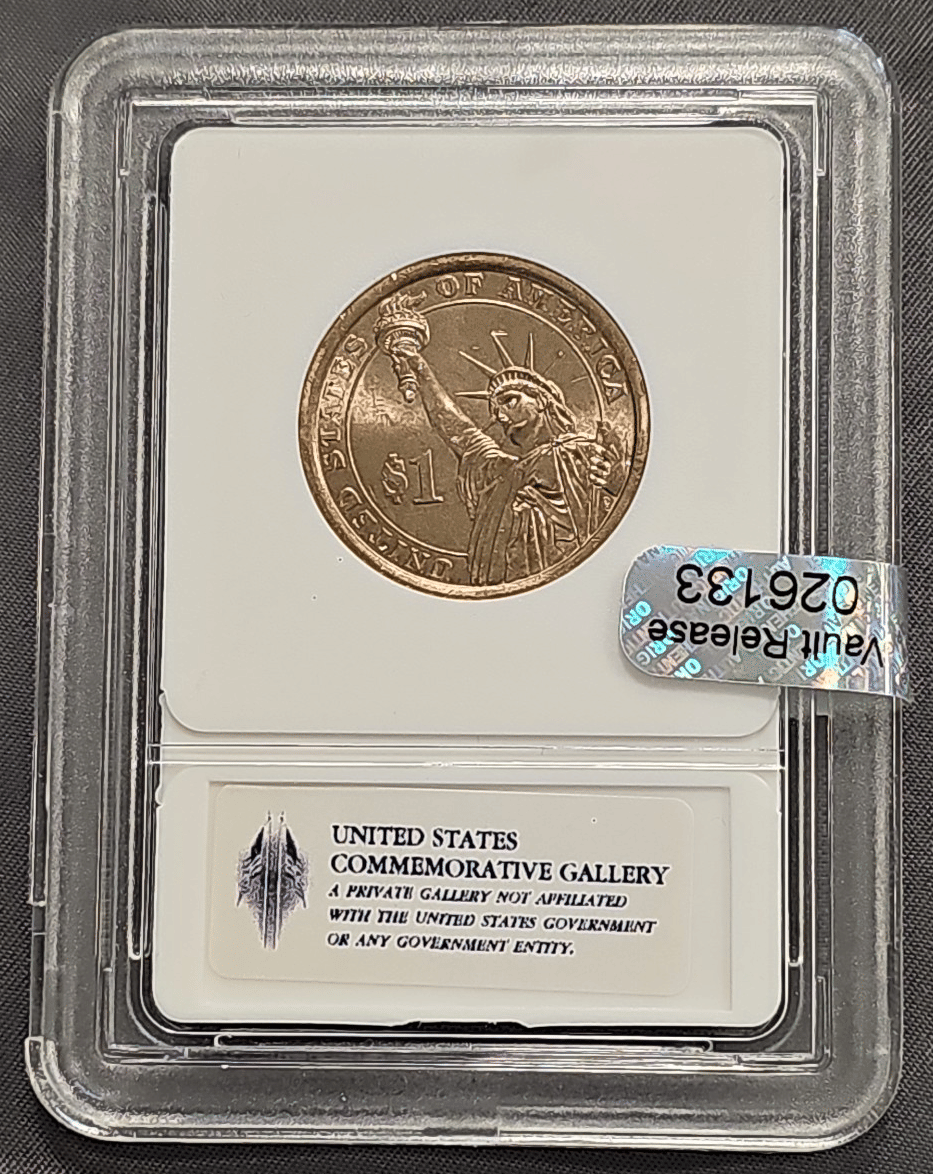 UNITED STATES OF AMERICA
$1
Vault Release
026133
UNITED STATES
COMMEMORATIVE GALLERY
A PRIVATE GALLERY NOT AFFILIATED
WITH THE UNITED STATES GOVERNMENT
OR ANY GOVERNMENT ENTITY.